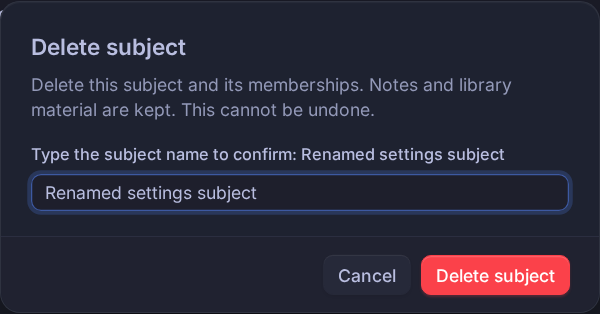 Delete subject
Delete this subject and its memberships. Notes and library
material are kept. This cannot be undone.
Type the subject name to confirm: Renamed settings subject
Renamed settings subject
Cancel
Delete subject